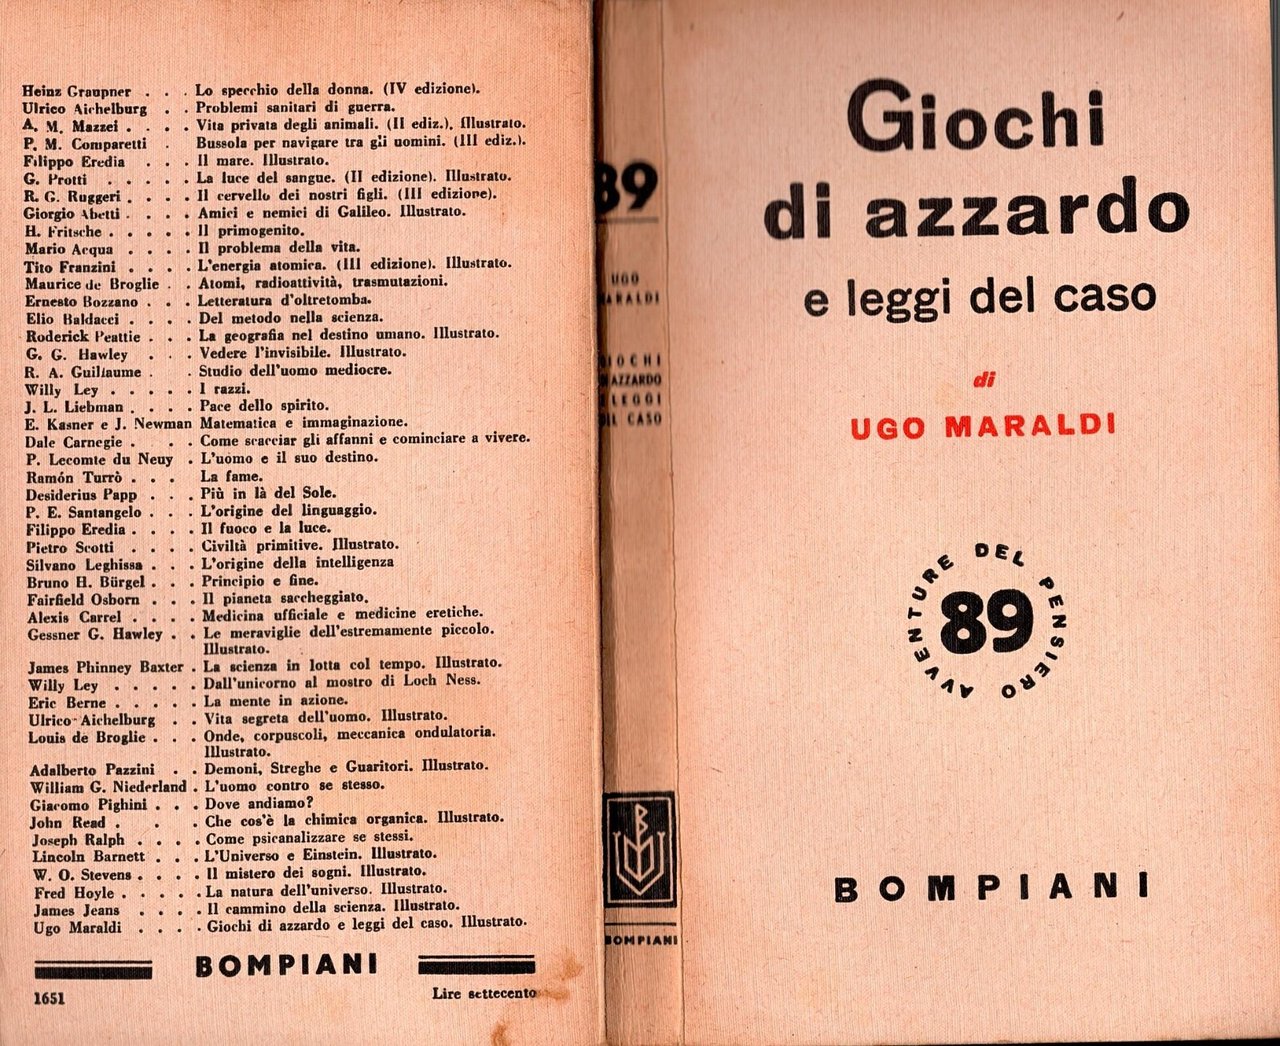 Heinz Graupner . . . Lo specchio della donna. (IV edizione).
Ulrico Aichelburg . . Problemi sanitari di guerra.
A. M. Mazzei . . . . Vita privata degli animali. (II ediz.). Illustrato.
P. M. Comparetti . Bussola per navigare tra gli uomini. (III ediz.).
Filippo Eredia . . . Il mare. Illustrato.
G. Protti . . . . . La luce del sangue. (II edizione). Illustrato.
R. G. Ruggeri . . . . Il cervello dei nostri figli. (III edizione).
Giorgio Abetti . . . . Amici e nemici di Galileo. Illustrato.
H. Fritsche . . . . . Il primogenito.
Mario Acqua . . . . Il problema della vita.
Tito Franzini . . . . L'energia atomica. (III edizione). Illustrato.
Maurice de Broglie . . Atomi, radioattività, trasmutazioni.
Ernesto Bozzano . . . Letteratura d'oltretomba.
Elio Baldacci . . . . Del metodo nella scienza.
Roderick Peattie . . . La geografia nel destino umano. Illustrato.
G. G. Hawley . . . Vedere l'invisibile. Illustrato.
R. A. Guillaume . . Studio dell'uomo mediocre.
Willy Ley . . . . . I razzi.
J. L. Liebman . . . . Pace dello spirito.
E. Kasner e J. Newman Matematica e immaginazione.
Dale Carnegie . . . . Come scacciar gli affanni e cominciare a vivere.
P. Lecomte du Neuy . L'uomo e il suo destino.
Ramón Turrò . . . La fame.
Desiderius Papp . . . Più in là del Sole.
P. E. Santangelo . . . L'origine del linguaggio.
Filippo Eredia . . . . Il fuoco e la luce.
Pietro Scotti . . . . Civiltà primitive. Illustrato.
Silvano Leghissa . . . L'origine della intelligenza
Bruno H. Bürgel . . . Principio e fine.
Fairfield Osborn . . . Il pianeta saccheggiato.
Alexis Carrel . . . . Medicina ufficiale e medicine eretiche.
Gessner G. Hawley . . Le meraviglie dell'estremamente piccolo.
Illustrato.
James Phinney Baxter . La scienza in lotta col tempo. Illustrato.
Willy Ley . . . . . Dall'unicorno al mostro di Loch Ness.
Eric Berne . . . . . La mente in azione.
Ulrico Aichelburg . . Vita segreta dell'uomo. Illustrato.
Louis de Broglie . . . Onde, corpuscoli, meccanica ondulatoria.
Illustrato.
Adalberto Pazzini . . Demoni, Streghe e Guaritori. Illustrato.
William G. Niederland . L'uomo contro se stesso.
Giacomo Pighini . . . Dove andiamo?
John Read . . . Che cos'è la chimica organica. Illustrato.
Joseph Ralph . . . . Come psicanalizzare se stessi.
Lincoln Barnett . . . L'Universo e Einstein. Illustrato.
W. O. Stevens . . . . Il mistero dei sogni. Illustrato.
Fred Hoyle . . . . . La natura dell'universo. Illustrato.
James Jeans . . . . Il cammino della scienza. Illustrato.
Ugo Maraldi . . . . Giochi di azzardo e leggi del caso. Illustrato.
BOMPIANI
1651
Lire settecento
89
UGO
ARALDI
IOCHI
AZZARDO
LEGGI
L CASO
B
BOMPIANI
Giochi
di azzardo
e leggi del caso
di
UGO MARALDI
AVVENTURE DEL PENSIERO
89
BOMPIANI